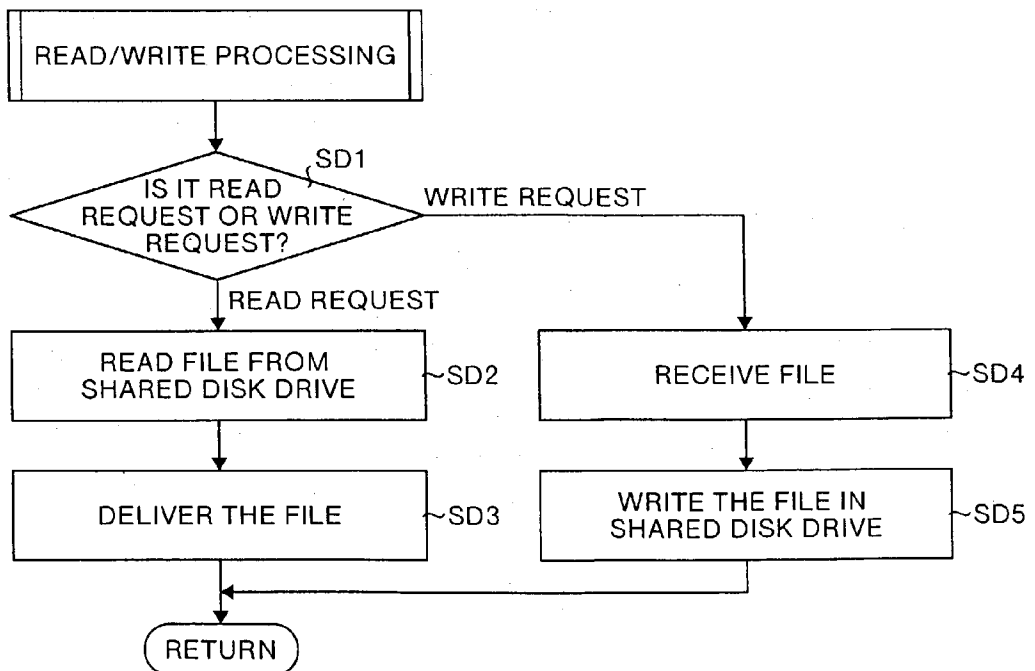 READ/WRITE PROCESSING
SD1
IS IT READ
REQUEST OR WRITE
REQUEST?
WRITE REQUEST
READ REQUEST
READ FILE FROM
SHARED DISK DRIVE
~SD2
RECEIVE FILE
~SD4
DELIVER THE FILE
~SD3
WRITE THE FILE IN
SHARED DISK DRIVE
~SD5
RETURN